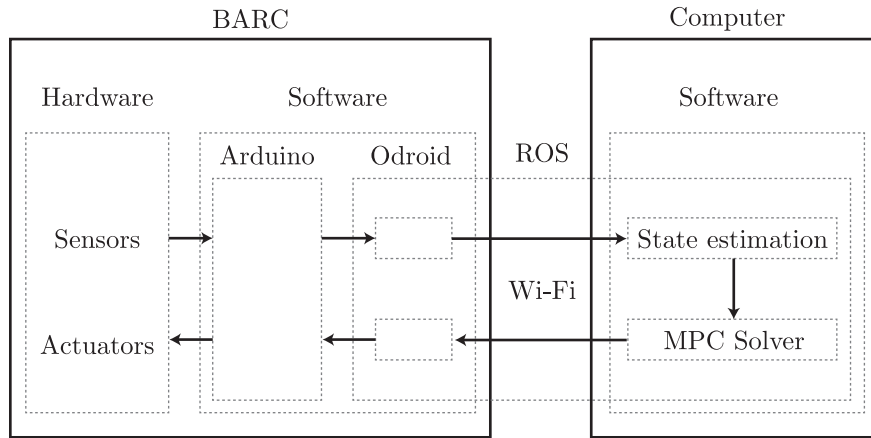 BARC
Computer
Hardware
Software
Software
Arduino
Odroid
ROS
Sensors
State estimation
Wi-Fi
Actuators
MPC Solver